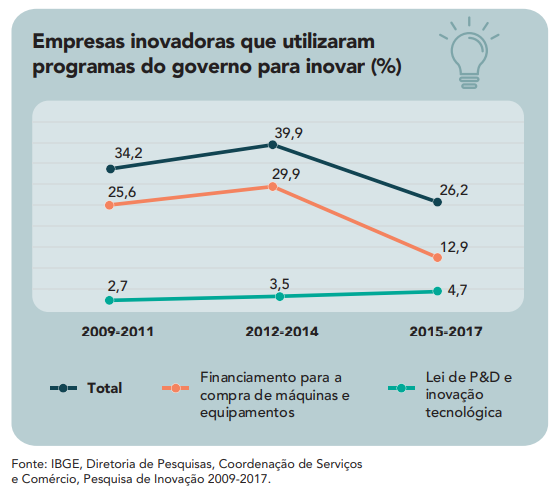 Empresas inovadoras que utilizaram
programas do governo para inovar (%)
39,9
34,2
29,9
25,6
26,2
12,9
2,7
3,5
4,7
2009-2011
2012-2014
2015-2017
Total
Financiamento para a
compra de máquinas e
equipamentos
Lei de P&D e
inovação
tecnológica
Fonte: IBGE, Diretoria de Pesquisas, Coordenação de Serviços
e Comércio, Pesquisa de Inovação 2009-2017.